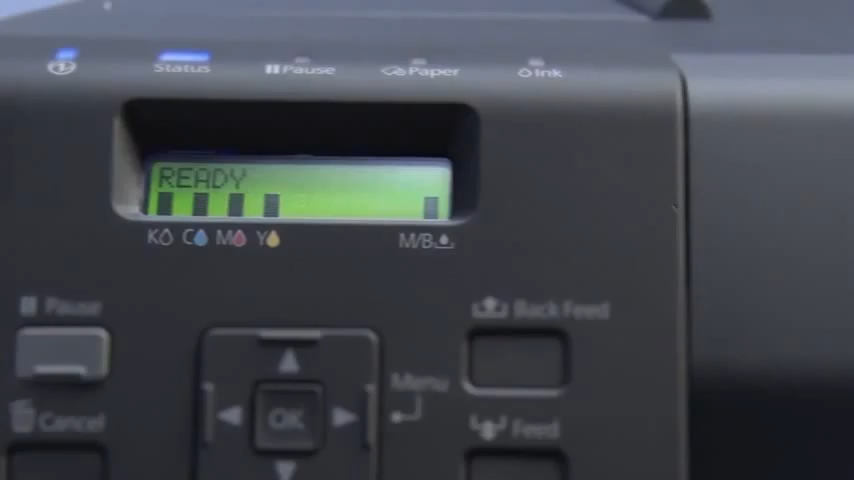 Status Pause Paper Ink
READY
K C M Y M/B
Pause
Back Feed
Menu
OK
Cancel
Feed